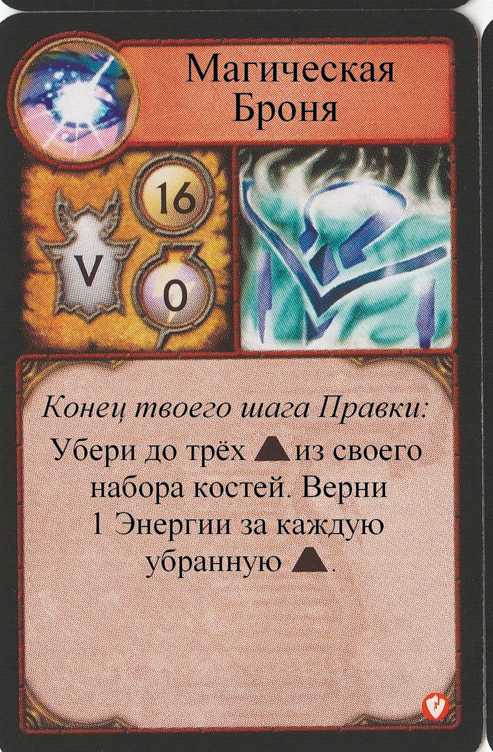 Магическая
Броня
16
V
0
Конец твоего шага Правки:
Убери до трёх из своего
набора костей. Верни
1 Энергии за каждую
убранную .